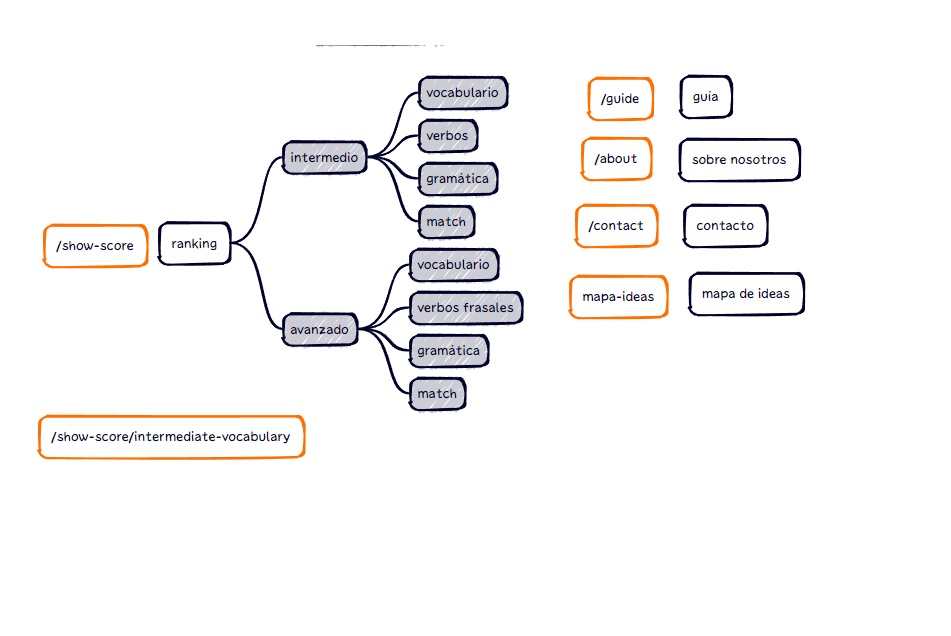 /show-score
ranking
intermedio
vocabulario
verbos
gramática
match
avanzado
vocabulario
verbos frasales
gramática
match
/show-score/intermediate-vocabulary
/guide
guía
/about
sobre nosotros
/contact
contacto
mapa-ideas
mapa de ideas